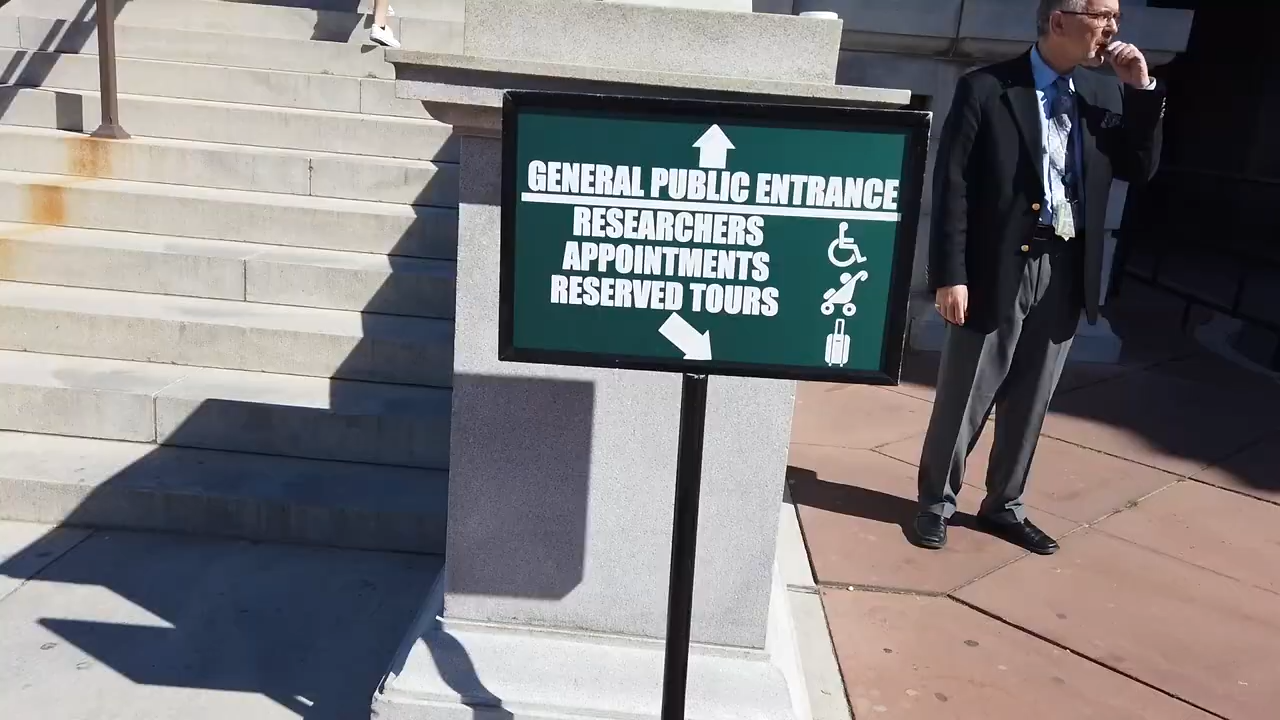 GENERAL PUBLIC ENTRANCE
RESEARCHERS
APPOINTMENTS
RESERVED TOURS